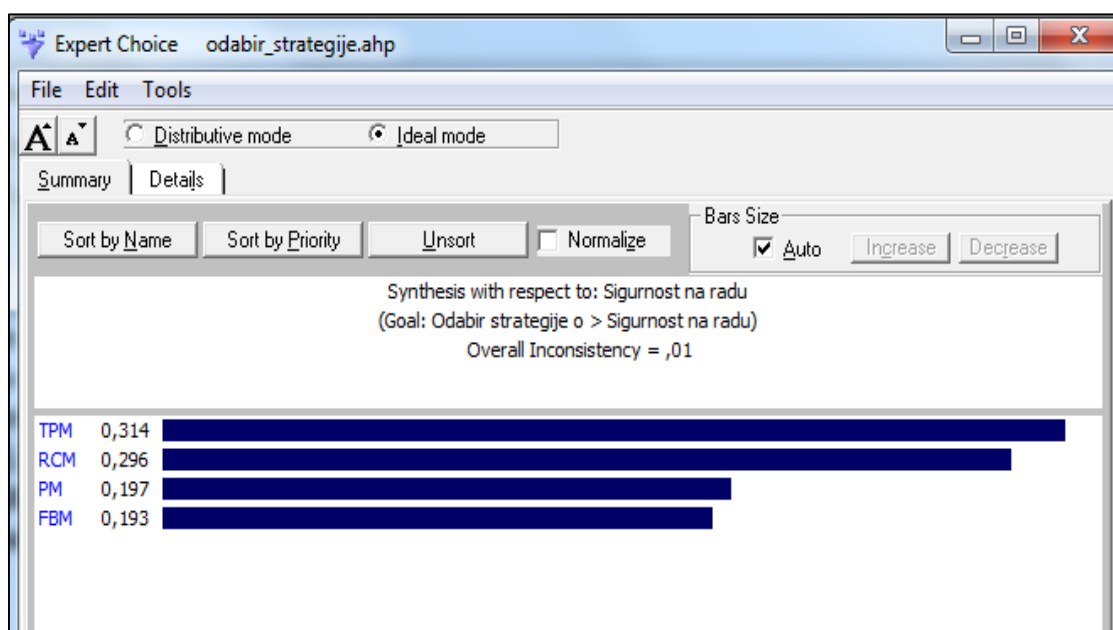 Expert Choice odabir_strategije.ahp
X
File Edit Tools
A A Distributive mode Ideal mode
Summary Details
Bars Size
Sort by Name Sort by Priority Unsort Normalize Auto Increase Decrease
Synthesis with respect to: Sigurnost na radu
(Goal: Odabir strategije o > Sigurnost na radu)
Overall Inconsistency = ,01
TPM 0,314
RCM 0,296
PM 0,197
FBM 0,193